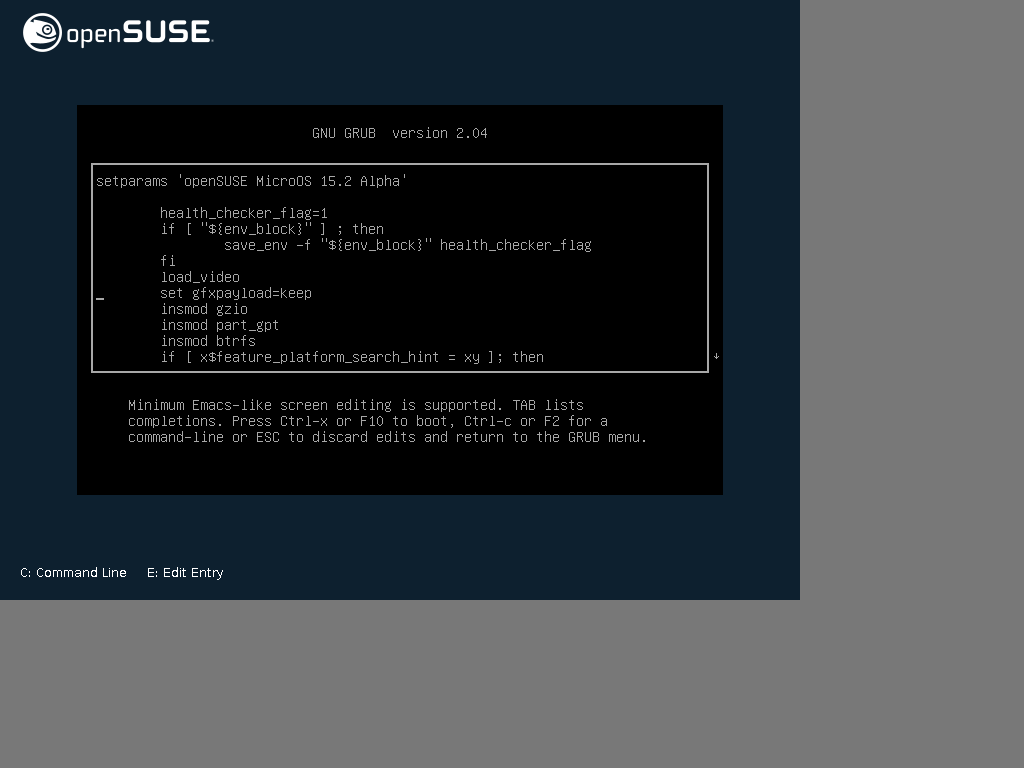 openSUSE.
GNU GRUB  version 2.04
setparams 'openSUSE MicroOS 15.2 Alpha'
health_checker_flag=1
if [ "${env_block}" ] ; then
save_env -f "${env_block}" health_checker_flag
fi
load_video
set gfxpayload=keep
insmod gzio
insmod part_gpt
insmod btrfs
if [ x$feature_platform_search_hint = xy ]; then
Minimum Emacs-like screen editing is supported. TAB lists
completions. Press Ctrl-x or F10 to boot, Ctrl-c or F2 for a
command-line or ESC to discard edits and return to the GRUB menu.
C: Command Line    E: Edit Entry